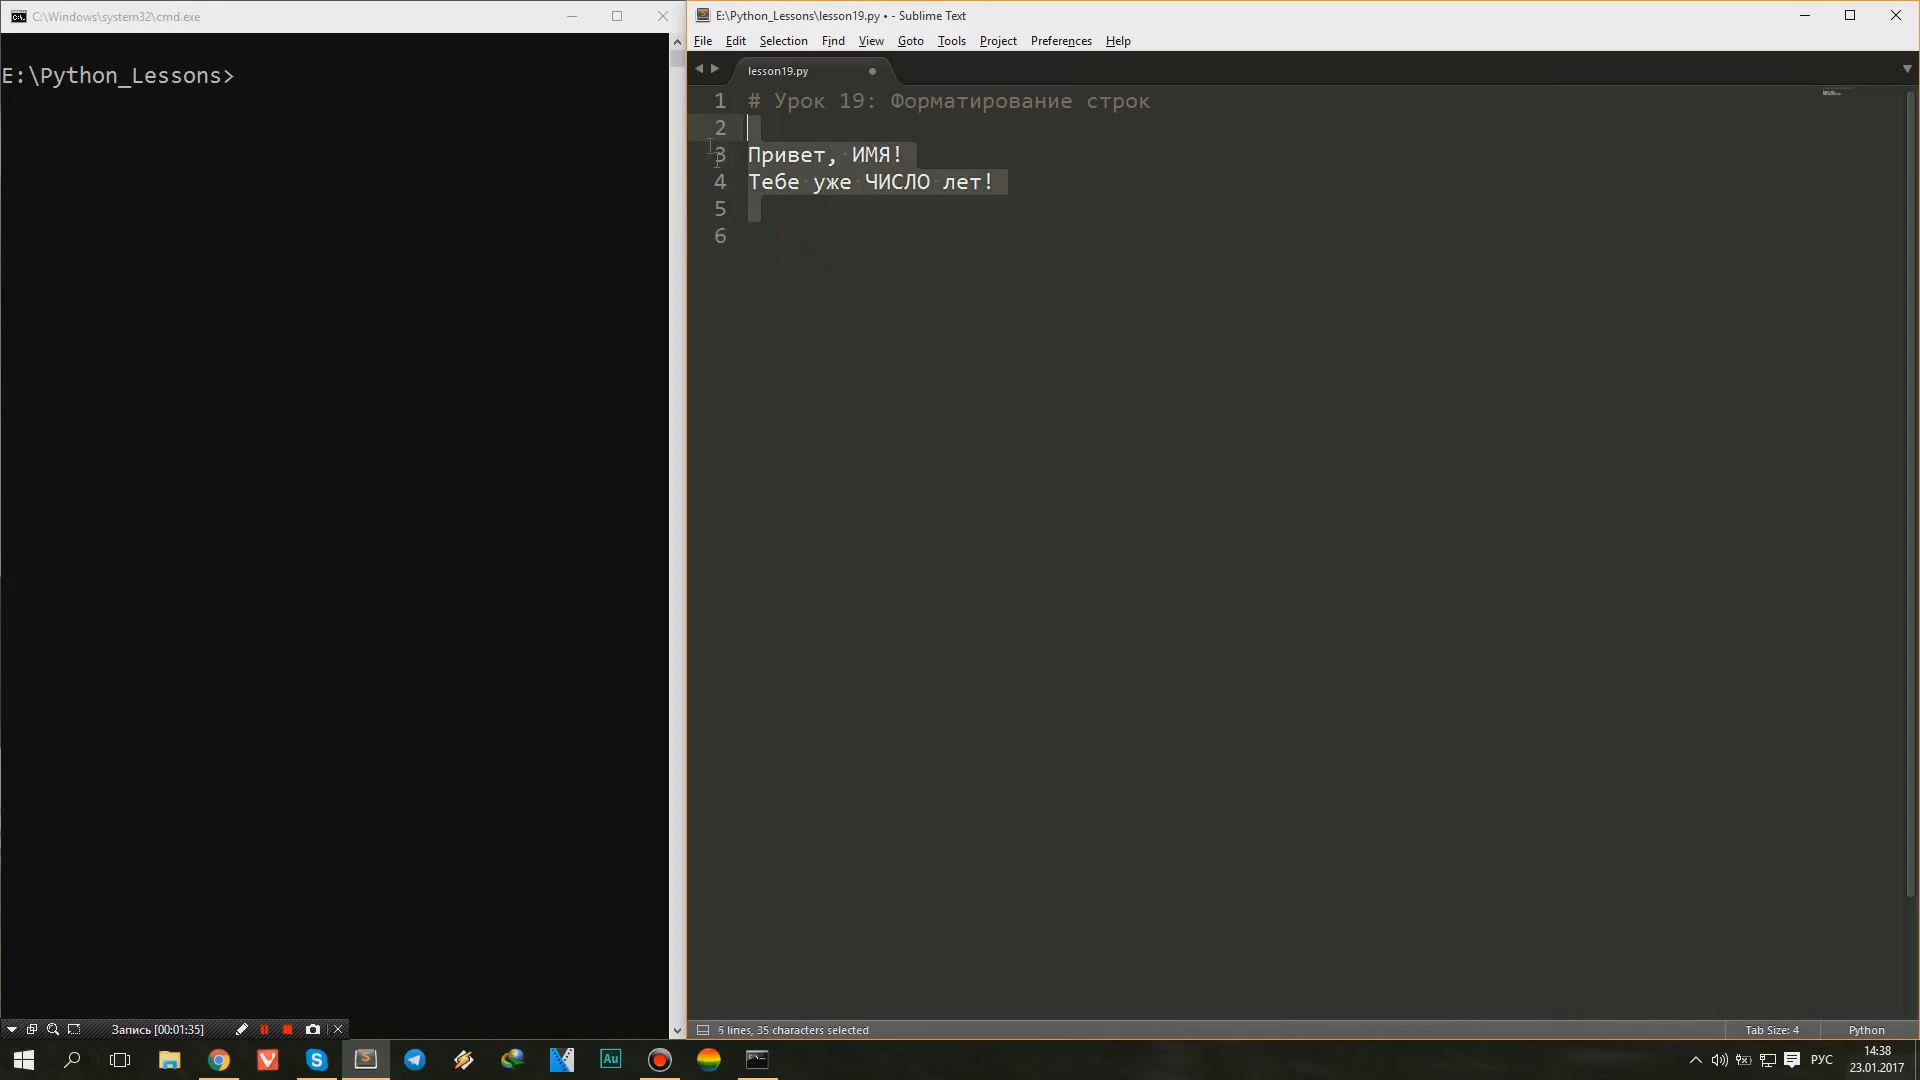 C:\Windows\system32\cmd.exe
E:\Python_Lessons>
E:\Python_Lessons\lesson19.py • - Sublime Text
File Edit Selection Find View Goto Tools Project Preferences Help
lesson19.py
1 # Урок 19: Форматирование строк
2
3 Привет, ИМЯ!
4 Тебе уже ЧИСЛО лет!
5
6
Запись [00:01:35]
5 lines, 35 characters selected
Tab Size: 4
Python
Au
РУС
14:38
23.01.2017